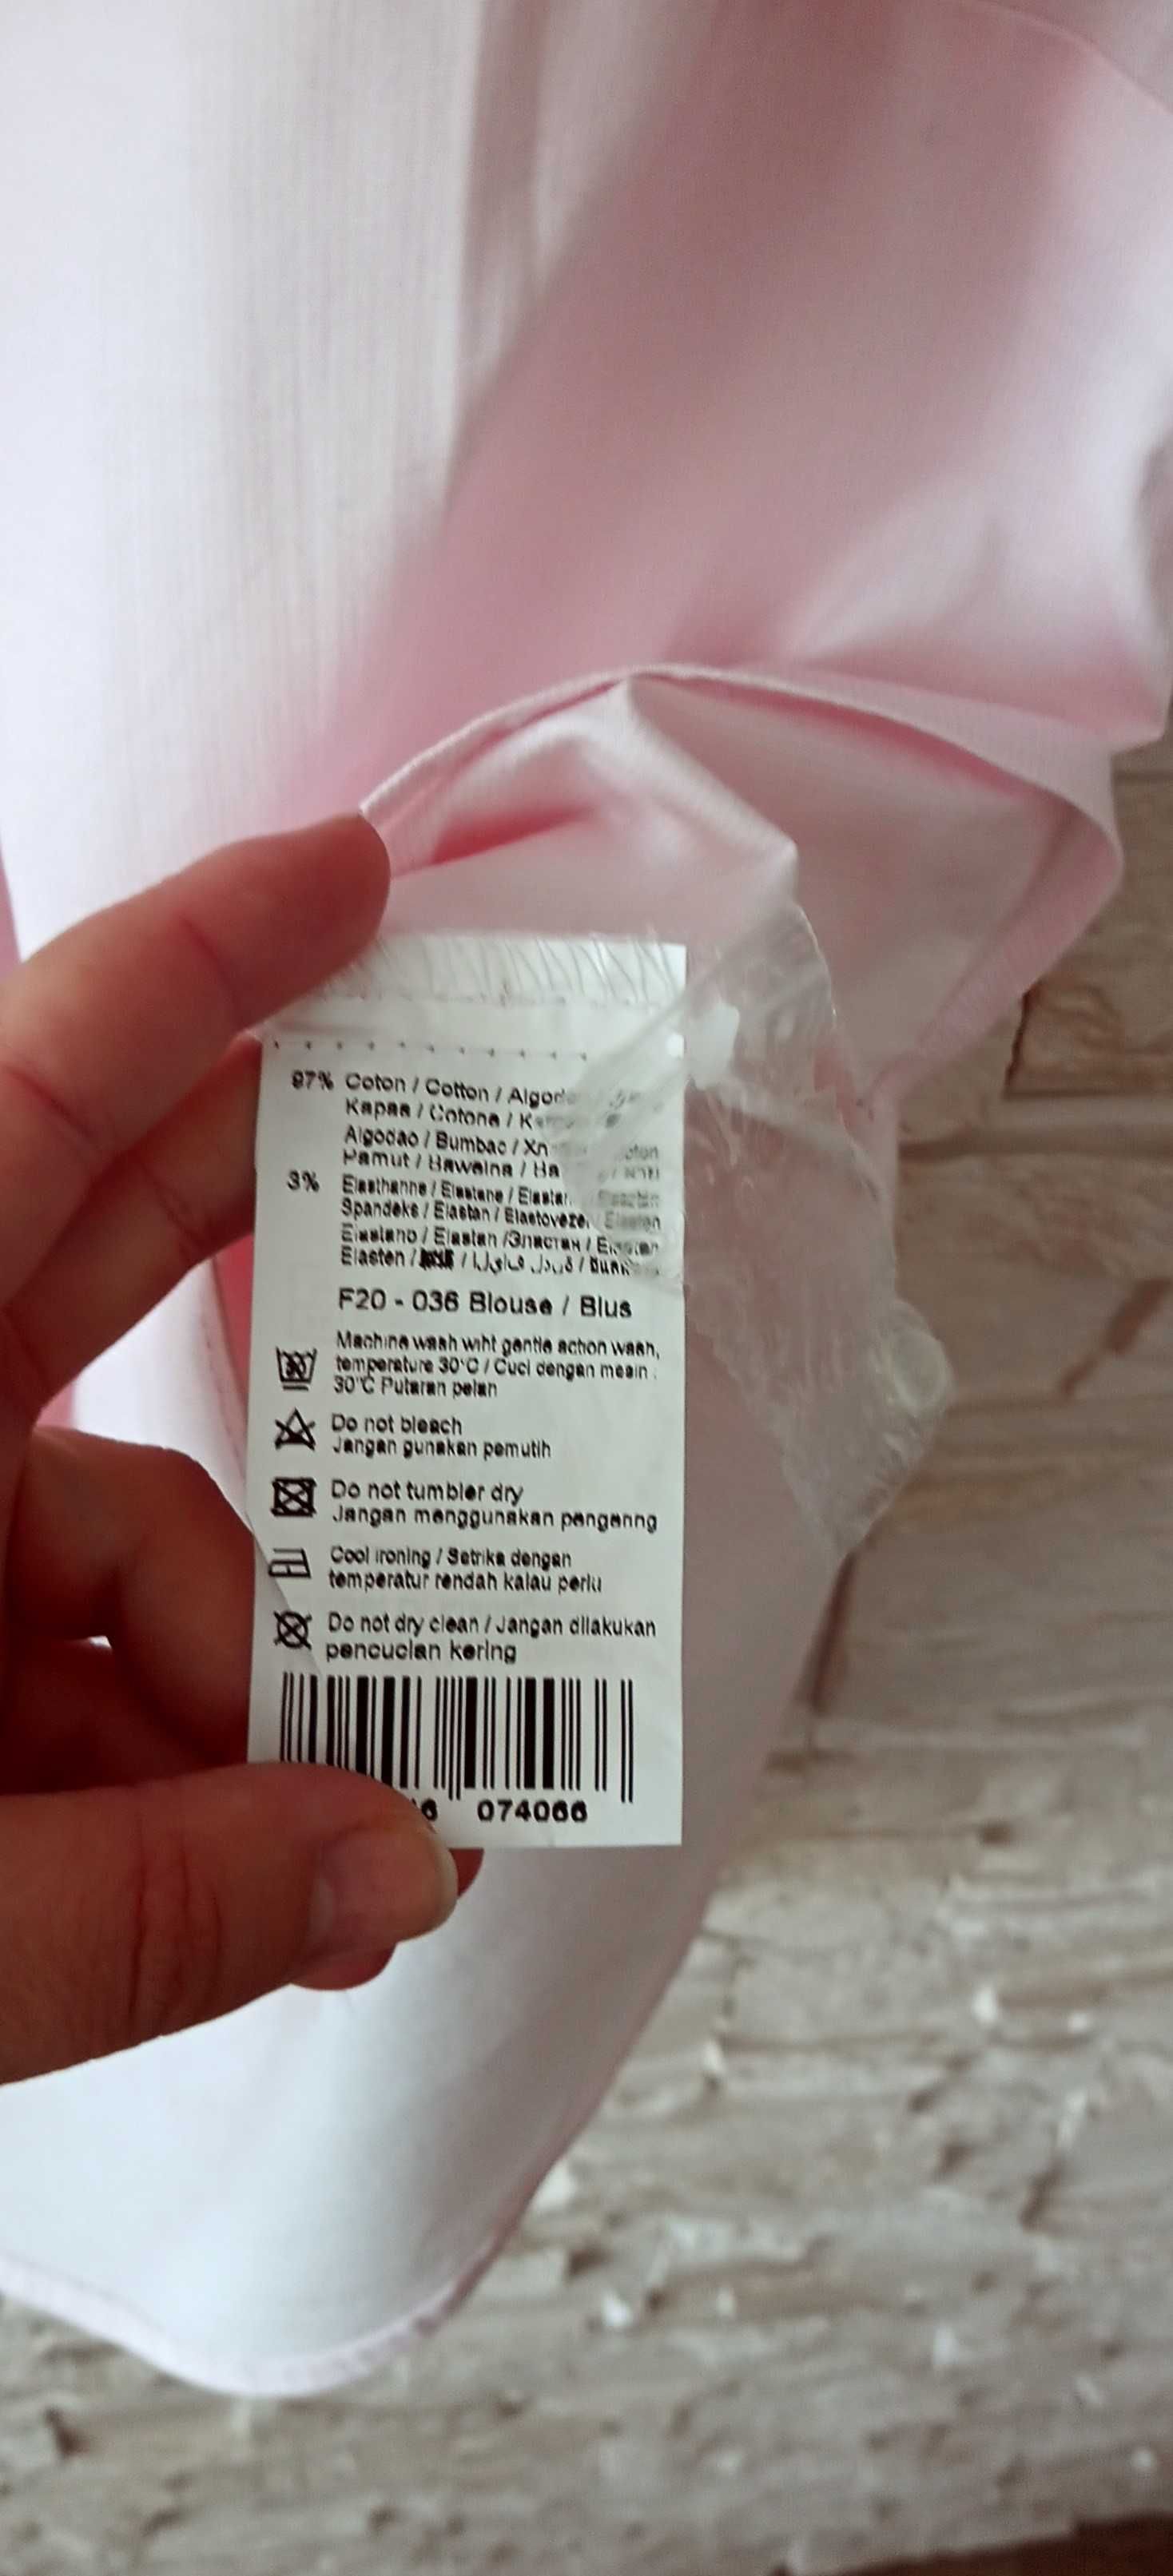 97% Coton / Cotton /
Kapas / Cotone /
Algodao / Bumbac /
Pamut / Bawelna /
3% Elasthanne / Elastane /
Spandeks / Elastan /
Elastano / Elastan / Эластан /
Elasten /
F20 - 036 Blouse / Blus
Machine wash wiht gentle action wash,
temperature 30°C / Cuci dengan mesin :
30°C Putaran pelan
Do not bleach
Jangan gunakan pemutih
Do not tumbler dry
Jangan menggunakan pengering
Cool ironing / Setrika dengan
temperatur rendah kalau perlu
Do not dry clean / Jangan dilakukan
pencucian kering
6 074066